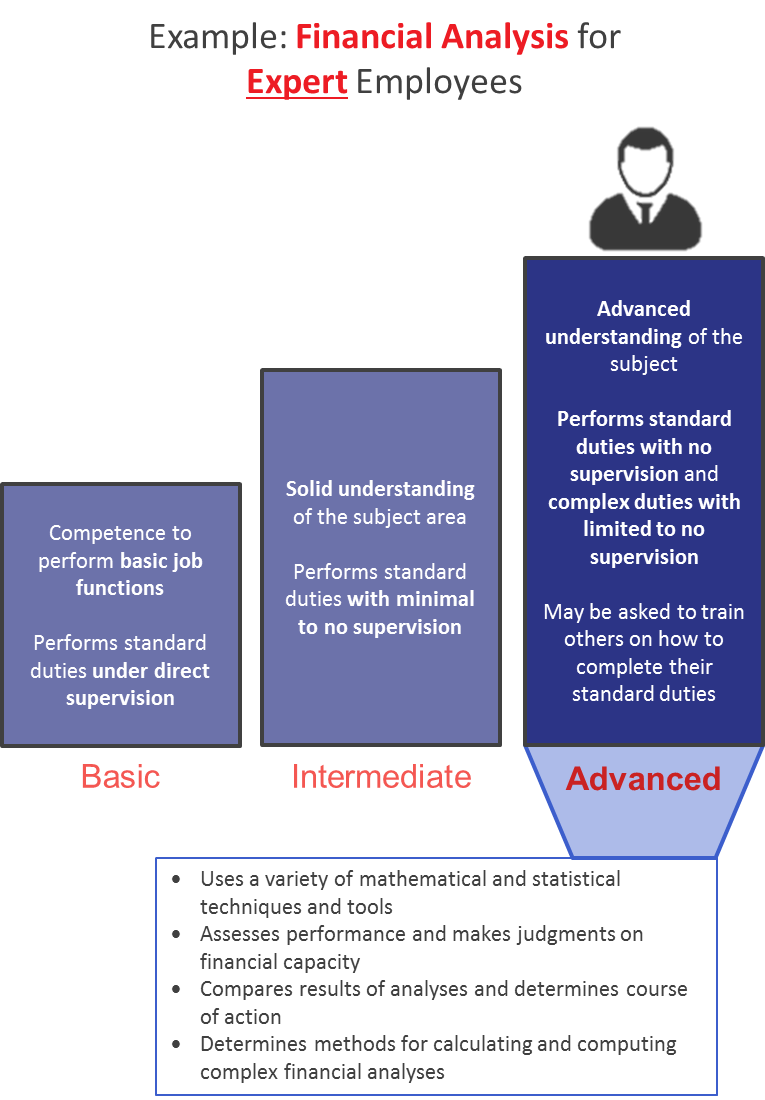 Example: Financial Analysis for
Expert Employees
Advanced
understanding of the
subject
Performs standard
duties with no
supervision and
complex duties with
limited to no
supervision
May be asked to train
others on how to
complete their
standard duties
Solid understanding
of the subject area
Performs standard
duties with minimal
to no supervision
Competence to
perform basic job
functions
Performs standard
duties under direct
supervision
Basic
Intermediate
Advanced
• Uses a variety of mathematical and statistical
techniques and tools
• Assesses performance and makes judgments on
financial capacity
• Compares results of analyses and determines course
of action
• Determines methods for calculating and computing
complex financial analyses